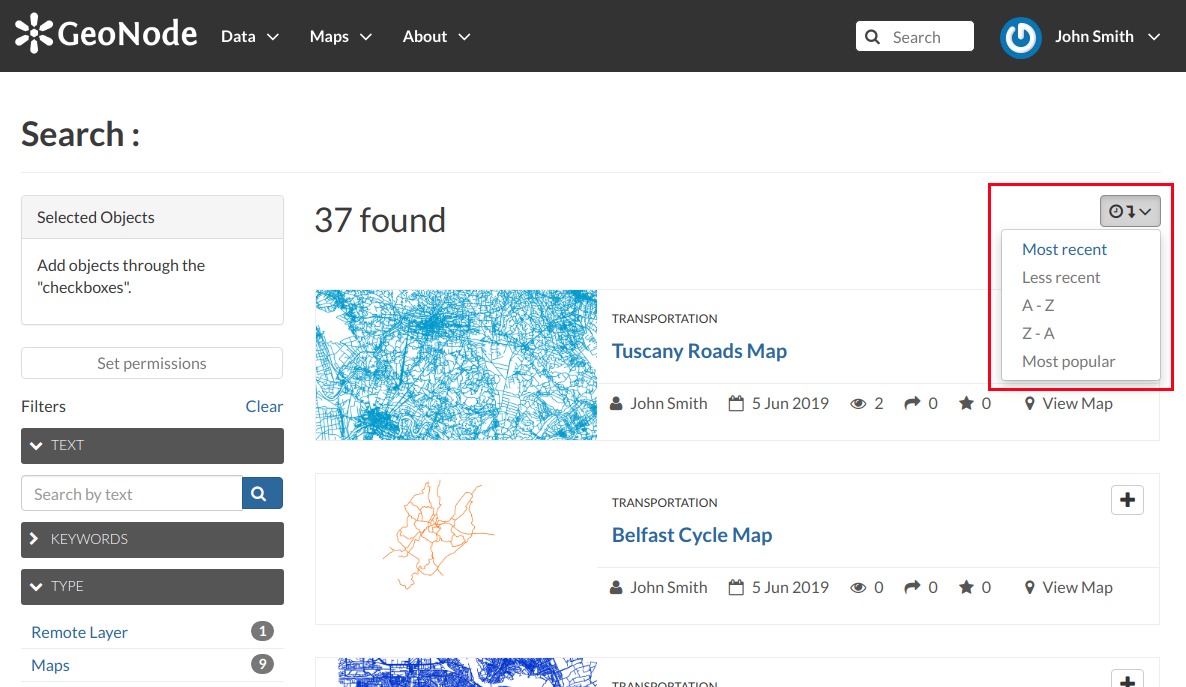 GeoNode Data Maps About Search John Smith
Search :
Selected Objects
Add objects through the
"checkboxes".
Set permissions
Filters Clear
TEXT
Search by text
KEYWORDS
TYPE
Remote Layer 1
Maps 9
37 found
Most recent
Less recent
A - Z
Z - A
Most popular
TRANSPORTATION
Tuscany Roads Map
John Smith 5 Jun 2019 2 0 0 View Map
TRANSPORTATION
Belfast Cycle Map
John Smith 5 Jun 2019 0 0 0 View Map
TRANSPORTATION